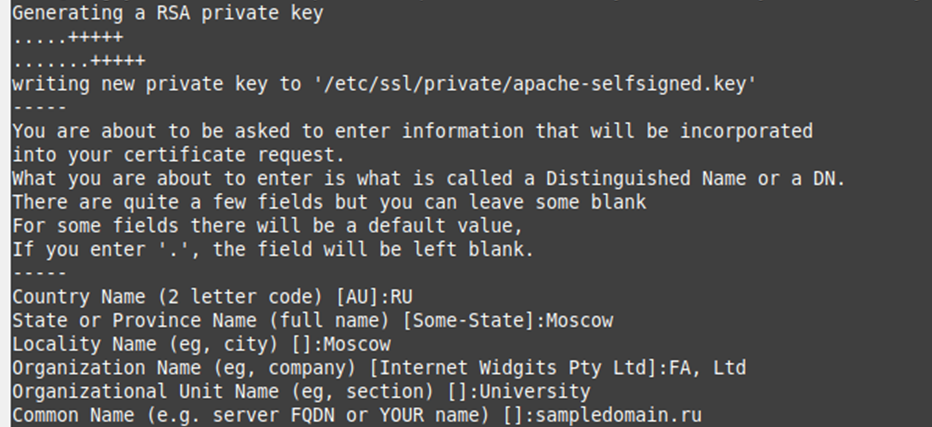 Generating a RSA private key
.....+++++
.......+++++
writing new private key to '/etc/ssl/private/apache-selfsigned.key'
-----
You are about to be asked to enter information that will be incorporated
into your certificate request.
What you are about to enter is what is called a Distinguished Name or a DN.
There are quite a few fields but you can leave some blank
For some fields there will be a default value,
If you enter '.', the field will be left blank.
-----
Country Name (2 letter code) [AU]:RU
State or Province Name (full name) [Some-State]:Moscow
Locality Name (eg, city) []:Moscow
Organization Name (eg, company) [Internet Widgits Pty Ltd]:FA, Ltd
Organizational Unit Name (eg, section) []:University
Common Name (e.g. server FQDN or YOUR name) []:sampledomain.ru